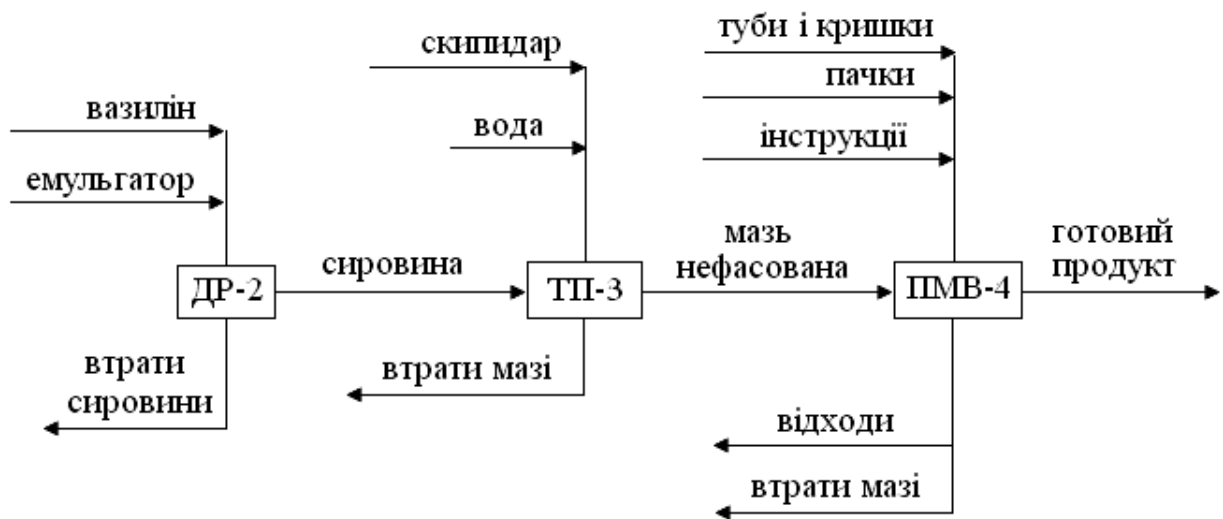 туби і кришки
скипидар
пачки
вазилін
вода
інструкції
емульгатор
сировина
мазь
нефасована
готовий
продукт
ДР-2
ТП-3
ПМВ-4
втрати
сировини
втрати мазі
відходи
втрати мазі